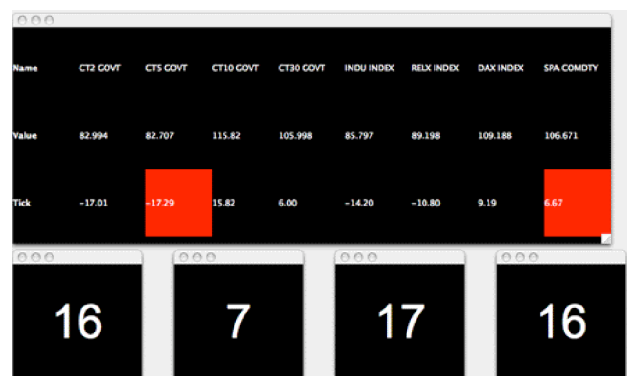 Name CT2 GOVT CT5 GOVT CT10 GOVT CT30 GOVT INDU INDEX RELX INDEX DAX INDEX SPA COMDTY
Value 82.994 82.707 115.82 105.998 85.797 89.198 109.188 106.671
Tick -17.01 -17.29 15.82 6.00 -14.20 -10.80 9.19 6.67
16 7 17 16